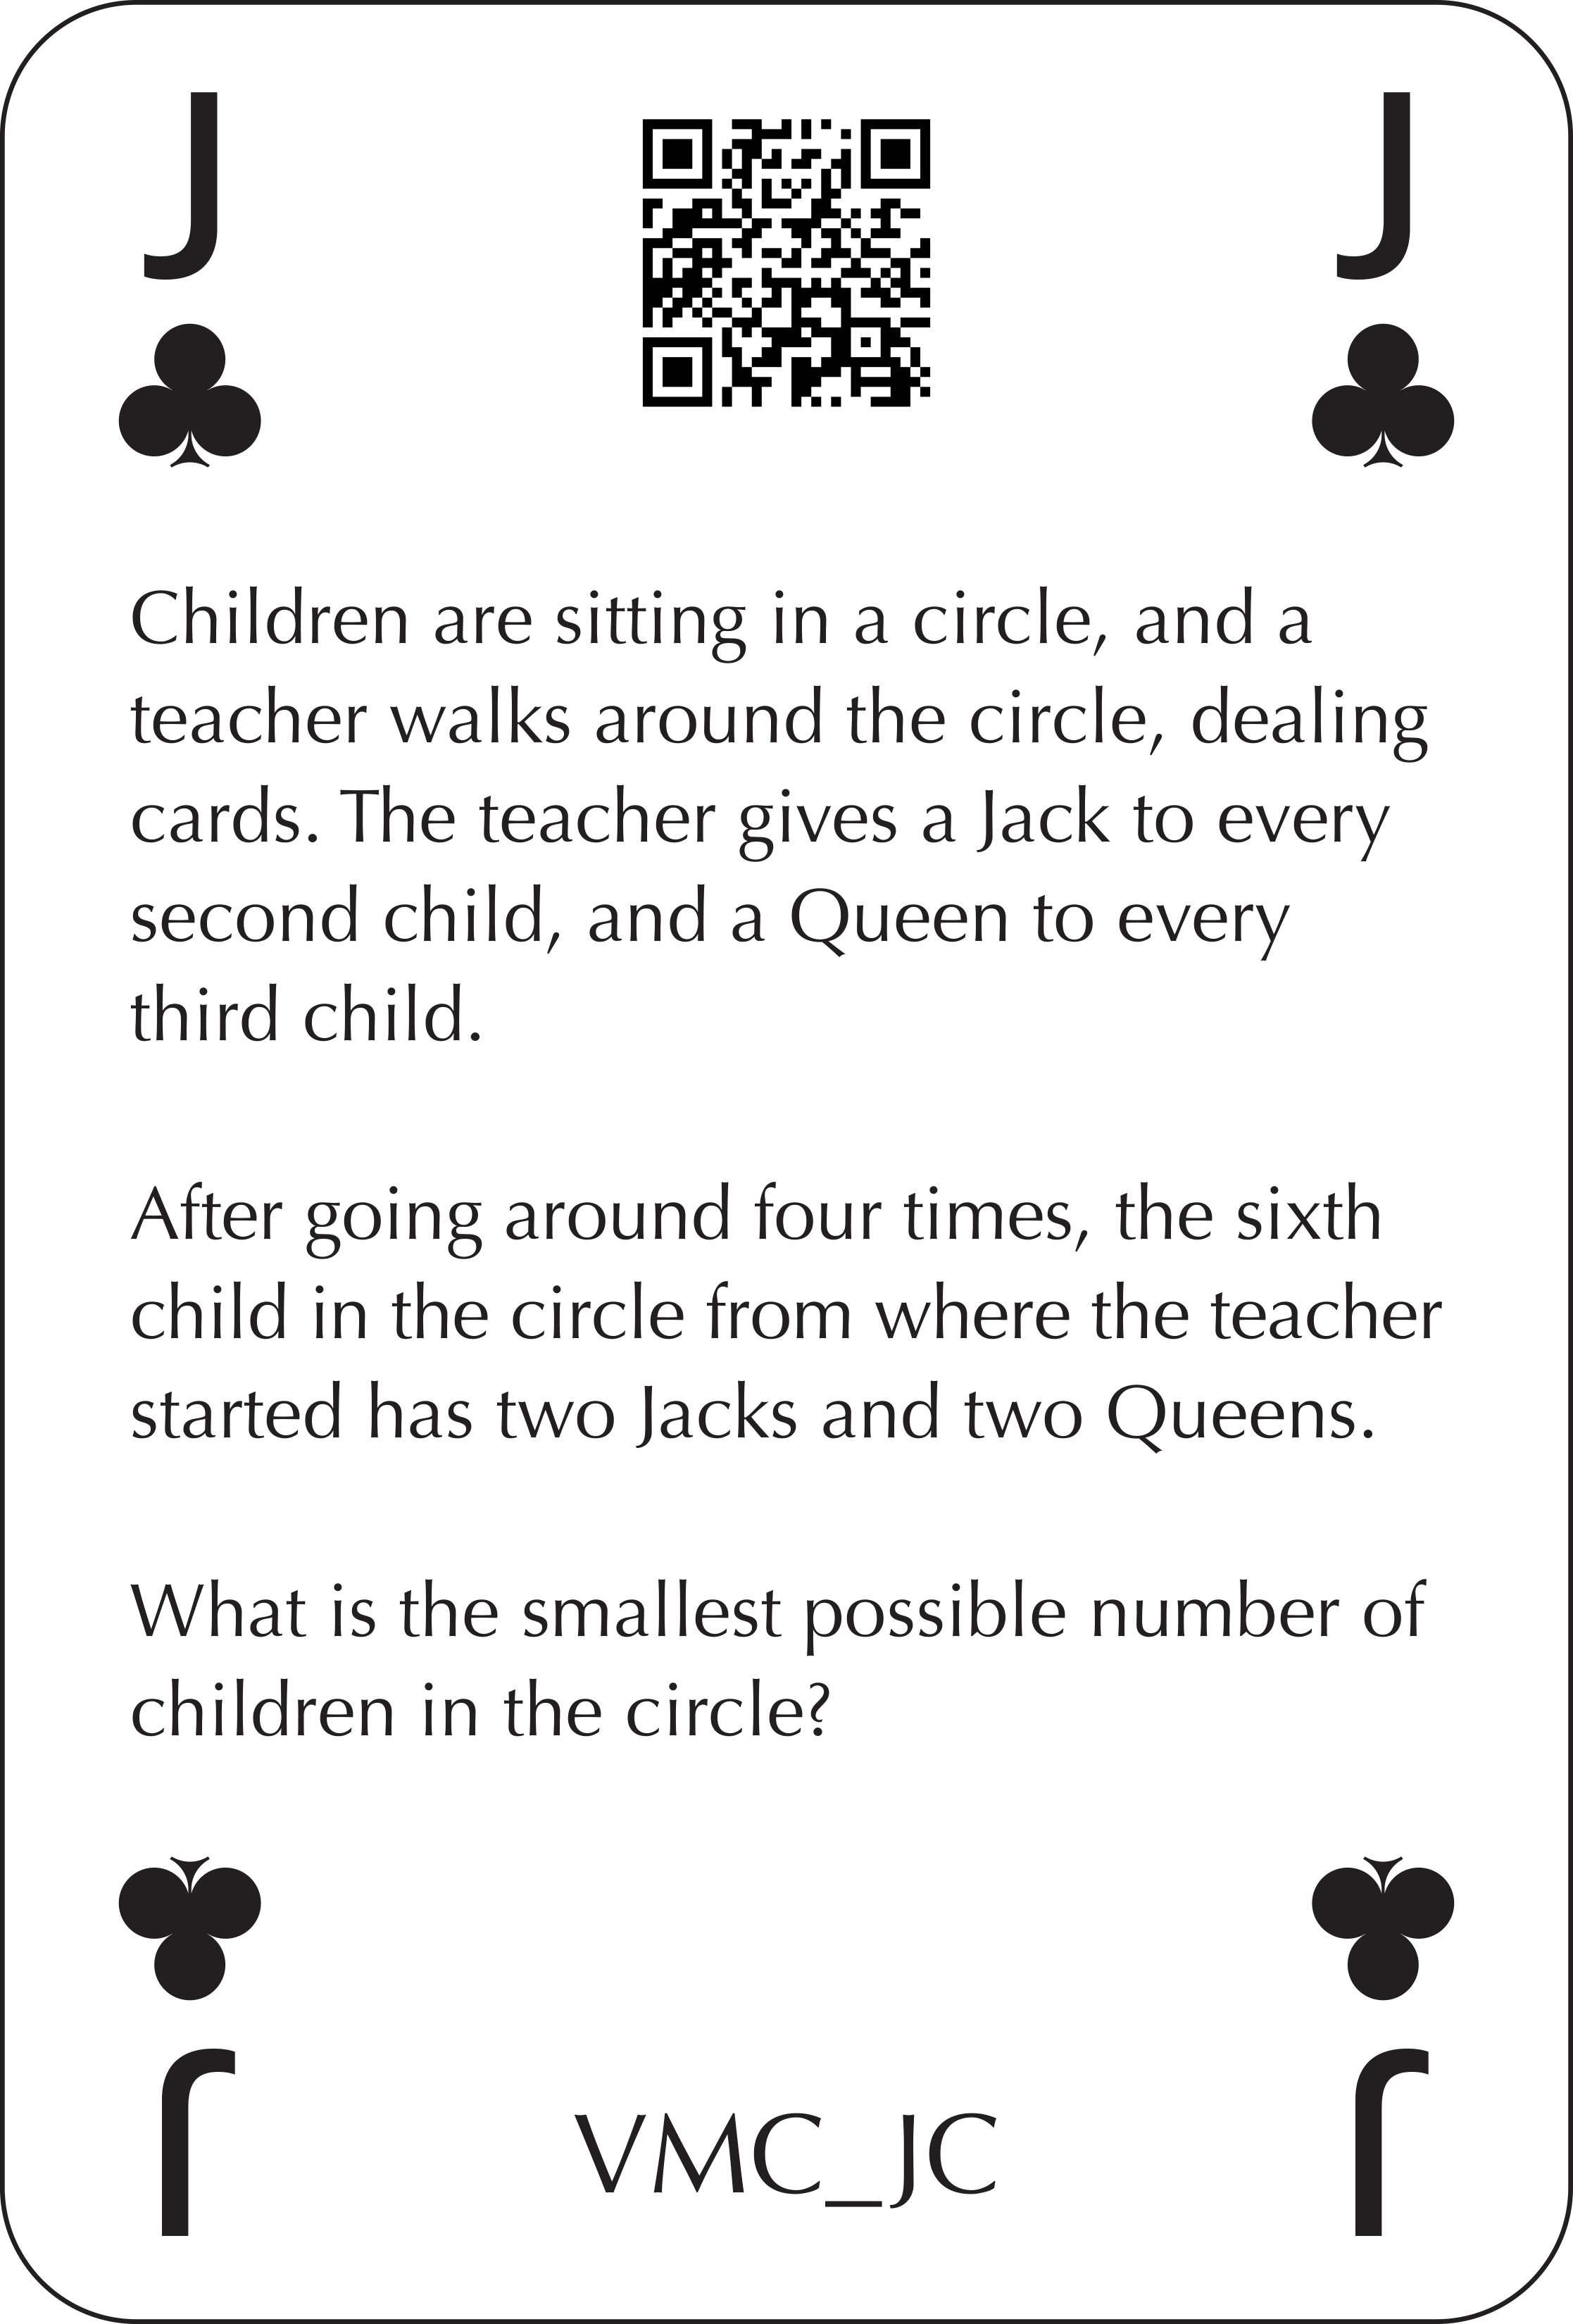 J
J
Children are sitting in a circle, and a
teacher walks around the circle, dealing
cards. The teacher gives a Jack to every
second child, and a Queen to every
third child.
After going around four times, the sixth
child in the circle from where the teacher
started has two Jacks and two Queens.
What is the smallest possible number of
children in the circle?
J
VMC_JC
J